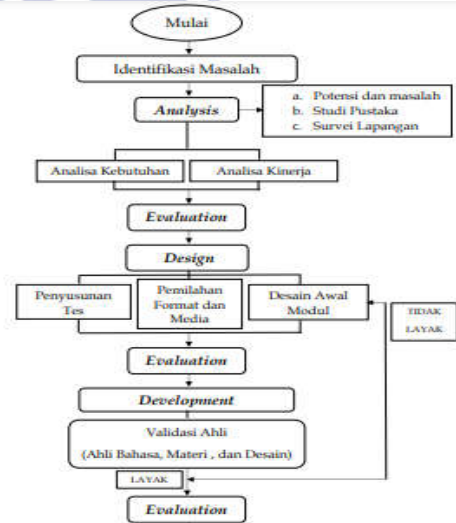 Mulai
Identifikasi Masalah
Analysis
a. Potensi dan masalah
b. Studi Pustaka
c. Survei Lapangan
Analisa Kebutuhan
Analisa Kinerja
Evaluation
Design
Penyusunan
Tes
Pemilahan
Format dan
Media
Desain Awal
Modul
TIDAK
LAYAK
Evaluation
Development
Validasi Ahli
(Ahli Bahasa, Materi , dan Desain)
LAYAK
Evaluation